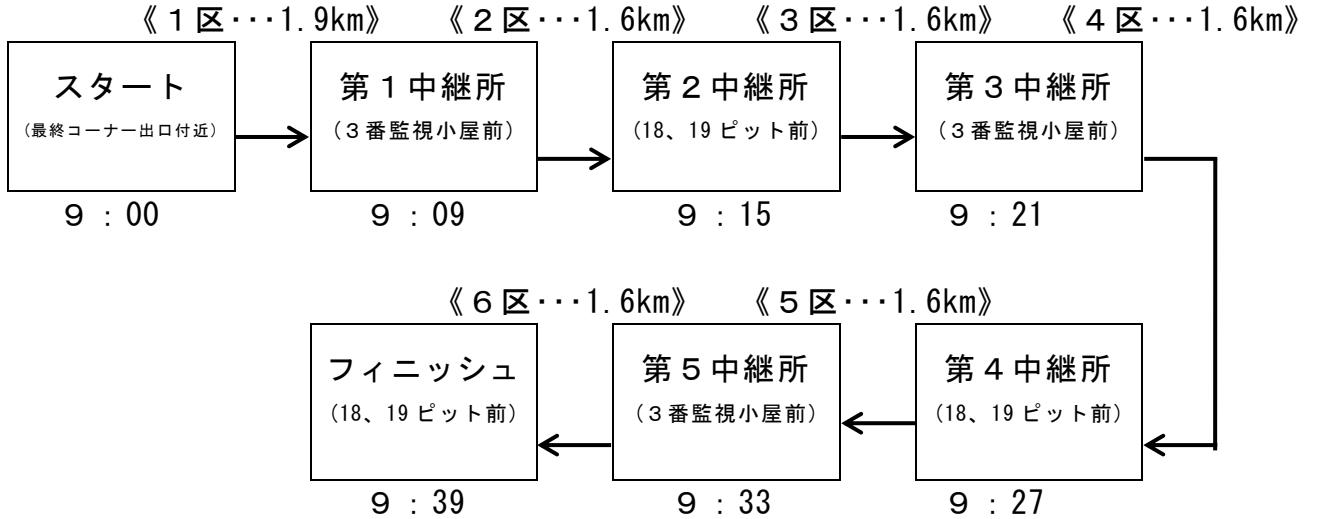 《１区･･･1.9km》 《２区･･･1.6km》 《３区･･･1.6km》 《４区･･･1.6km》
スタート 第１中継所 第２中継所 第３中継所
（最終コーナー出口付近） （３番監視小屋前） （18、19ピット前） （３番監視小屋前）
９：00 ９：09 ９：15 ９：21
《６区･･･1.6km》 《５区･･･1.6km》
フィニッシュ 第５中継所 第４中継所
（18、19ピット前） （３番監視小屋前） （18、19ピット前）
９：39 ９：33 ９：27